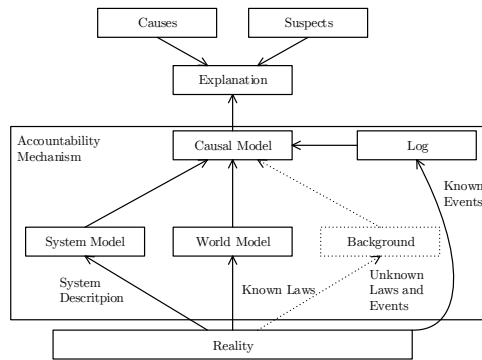 Causes
Suspects
Explanation
Accountability
Mechanism
Causal Model
Log
Known
Events
System Model
World Model
Background
System
Descritpion
Known Laws
Unknown
Laws and
Events
Reality